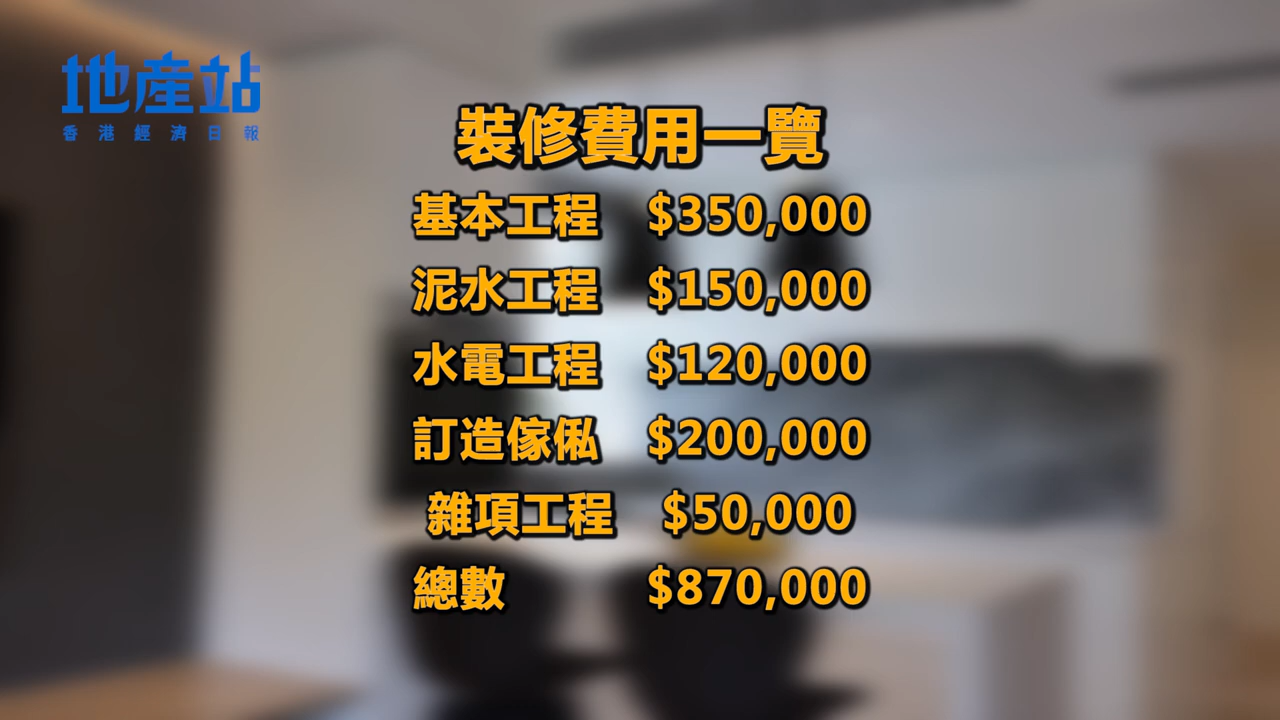 地產站
香港經濟日報
裝修費用一覽
基本工程 $350,000
泥水工程 $150,000
水電工程 $120,000
訂造傢俬 $200,000
雜項工程 $50,000
總數 $870,000